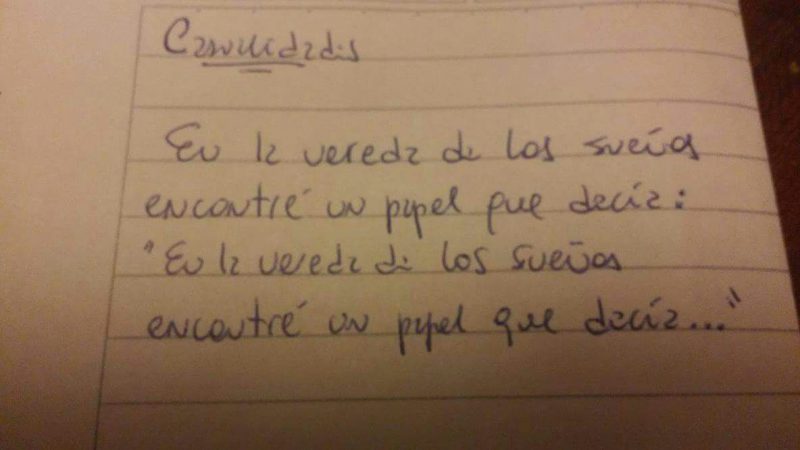 Casualidades
En la vereda de los sueños
encontré un papel que decía:
"En la vereda de los sueños
encontré un papel que decía..."